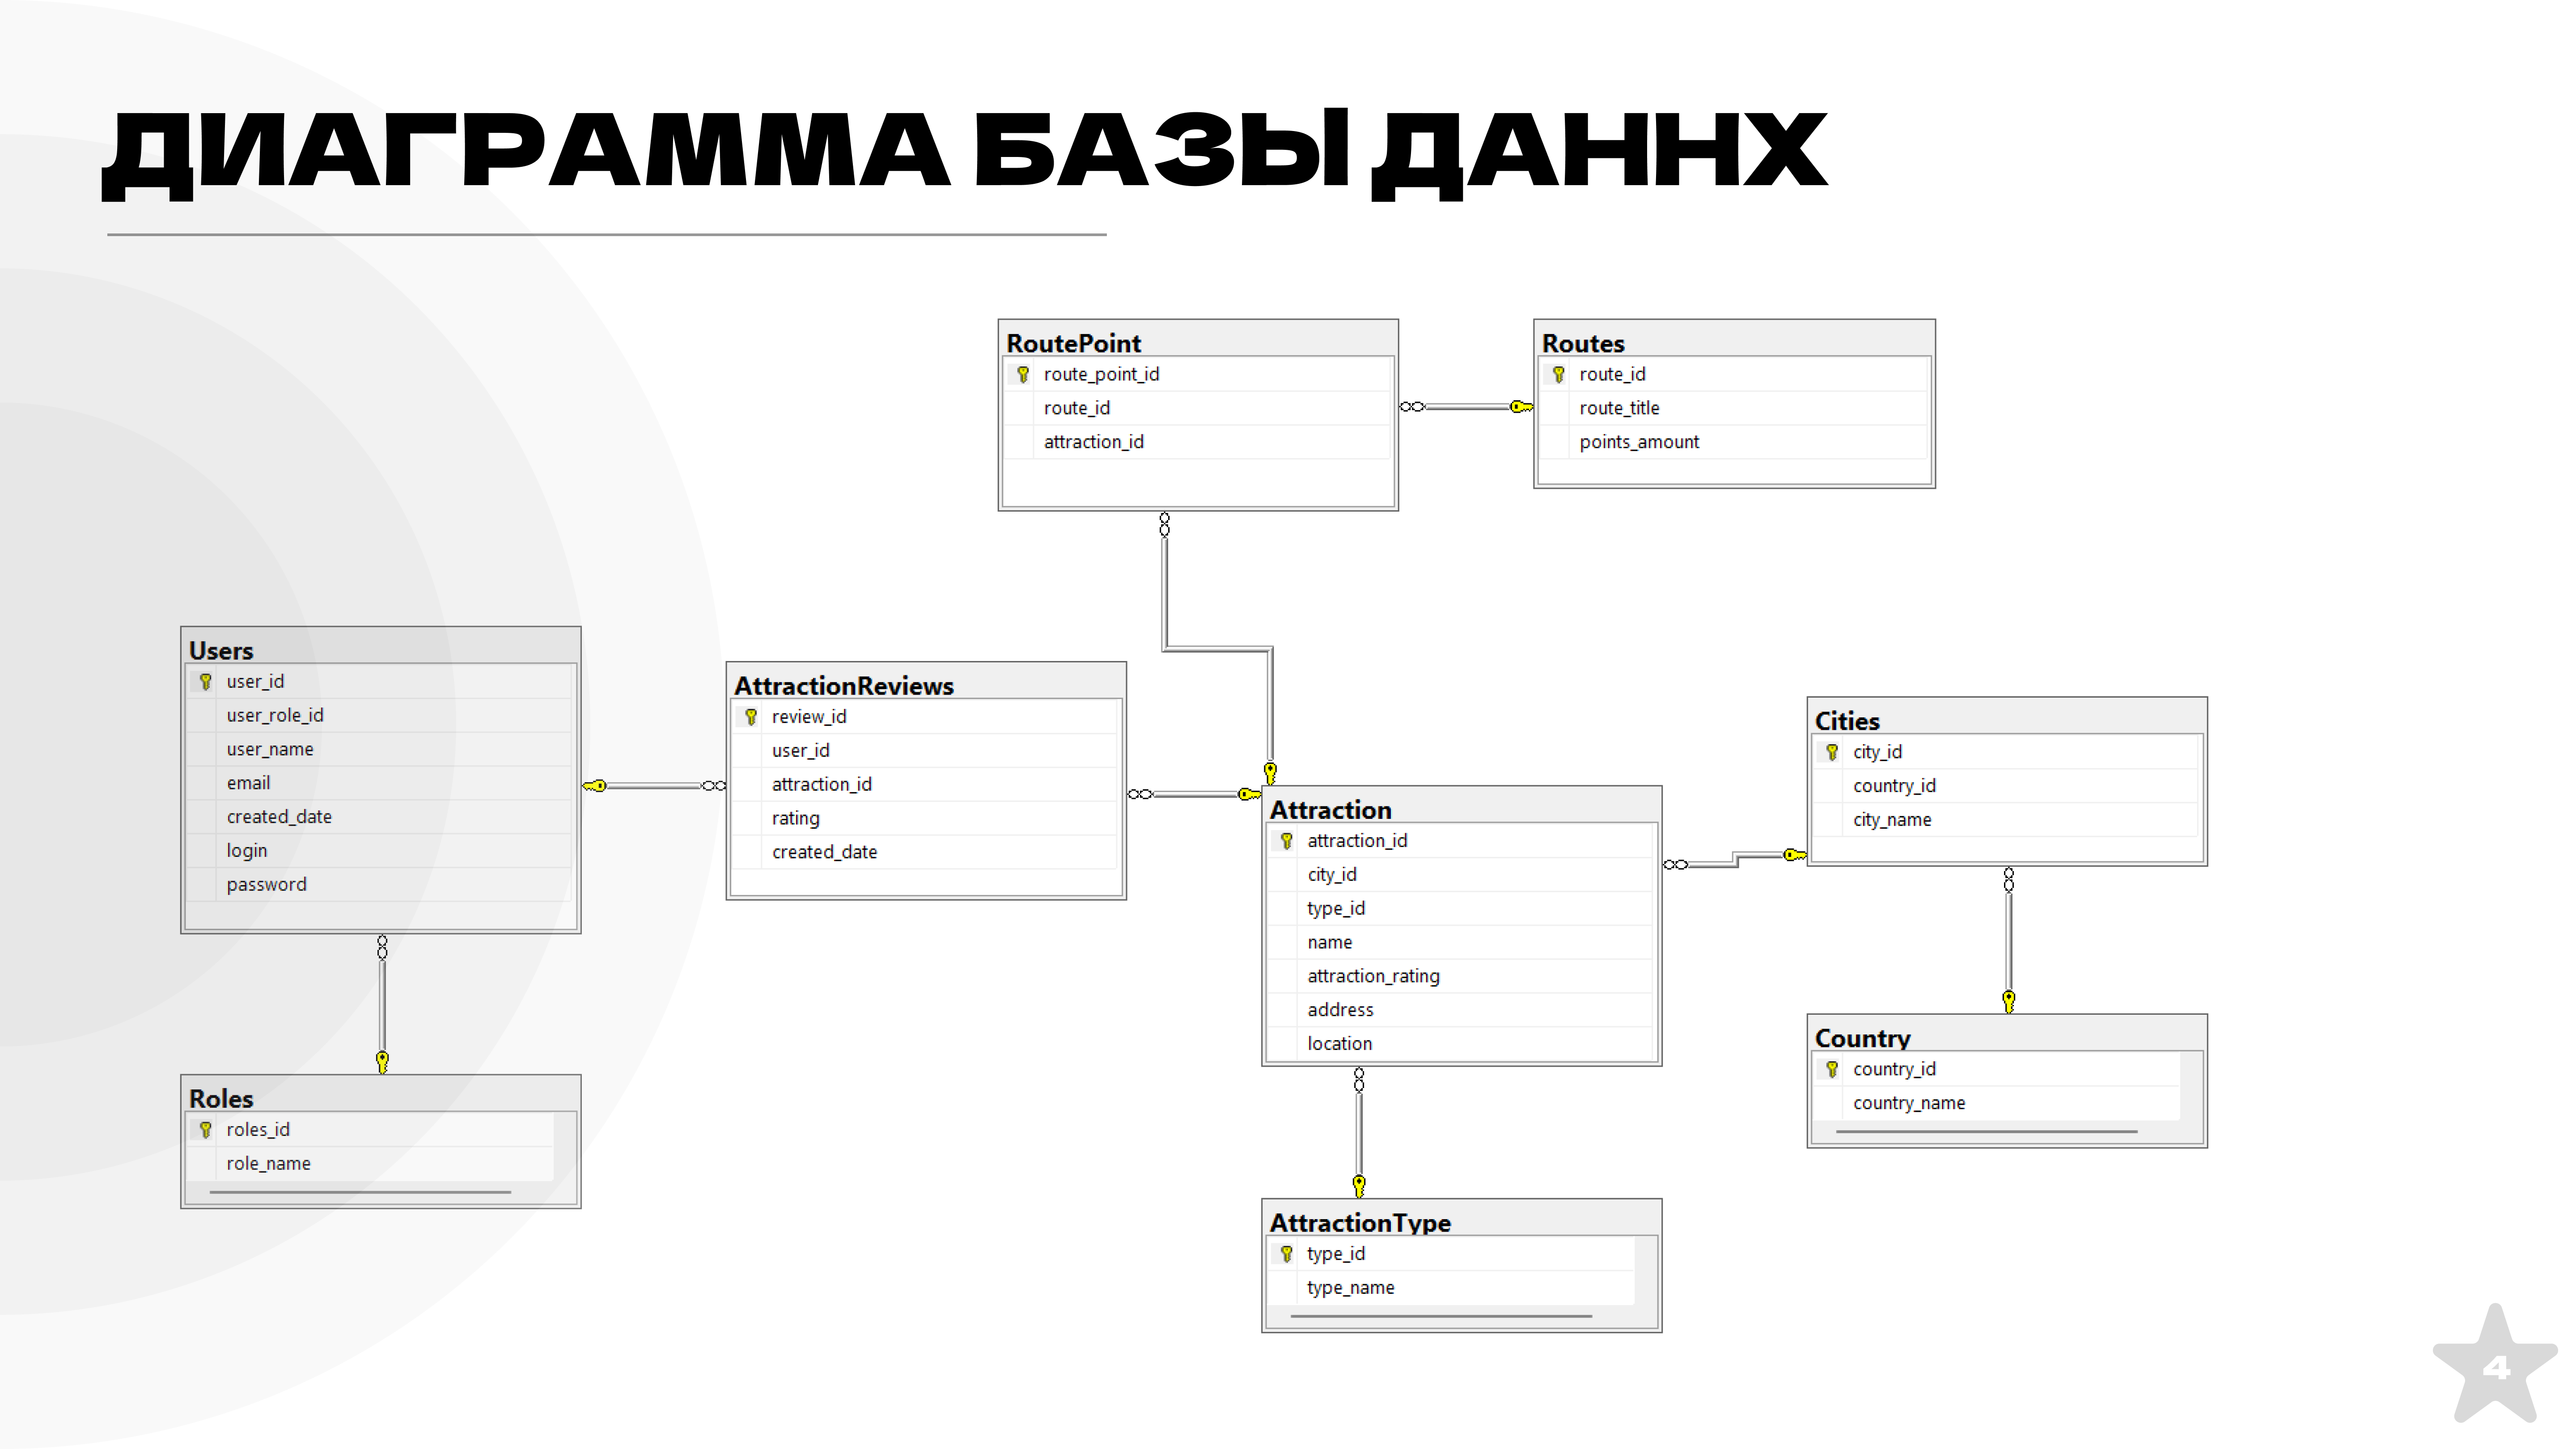 ДИАГРАММА БАЗЫ ДАННХ
RoutePoint
route_point_id
route_id
attraction_id
Routes
route_id
route_title
points_amount
Users
user_id
user_role_id
user_name
email
created_date
login
password
AttractionReviews
review_id
user_id
attraction_id
rating
created_date
Attraction
attraction_id
city_id
type_id
name
attraction_rating
address
location
Cities
city_id
country_id
city_name
Country
country_id
country_name
Roles
roles_id
role_name
AttractionType
type_id
type_name
4